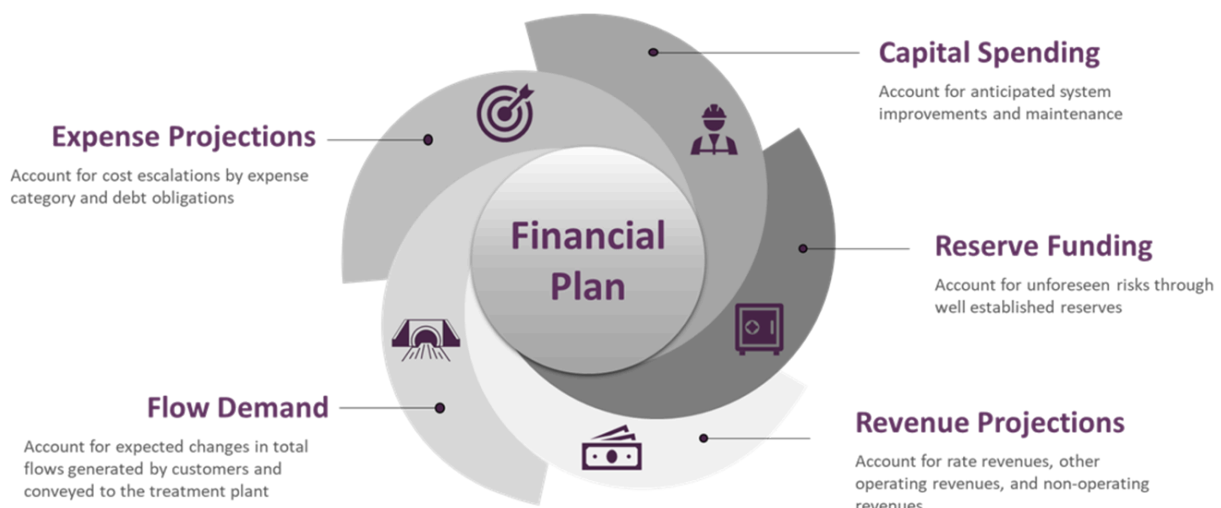 Capital Spending
Account for anticipated system
improvements and maintenance
Expense Projections
Account for cost escalations by expense
category and debt obligations
Financial
Plan
Reserve Funding
Account for unforeseen risks through
well established reserves
Flow Demand
Account for expected changes in total
flows generated by customers and
conveyed to the treatment plant
Revenue Projections
Account for rate revenues, other
operating revenues, and non-operating
revenues